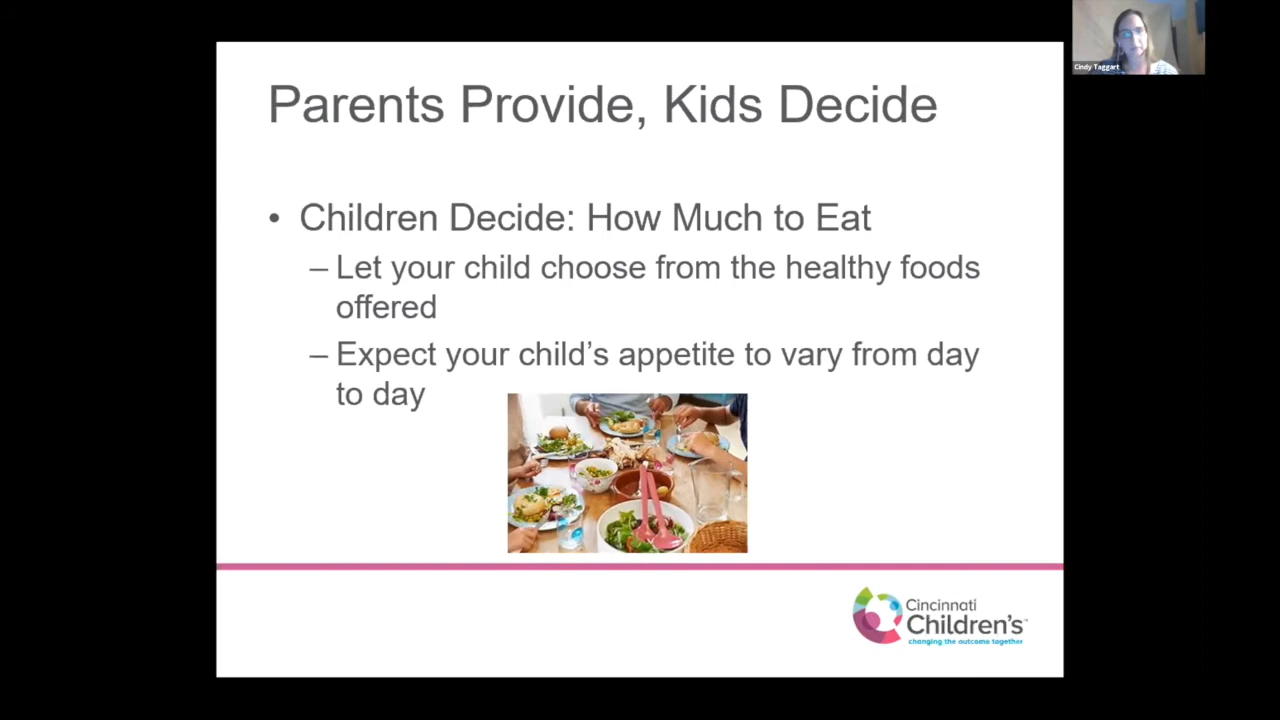 Parents Provide, Kids Decide
• Children Decide: How Much to Eat
– Let your child choose from the healthy foods
offered
– Expect your child’s appetite to vary from day
to day
Cincinnati
Children's™
changing the outcome together
Cindy Taggart